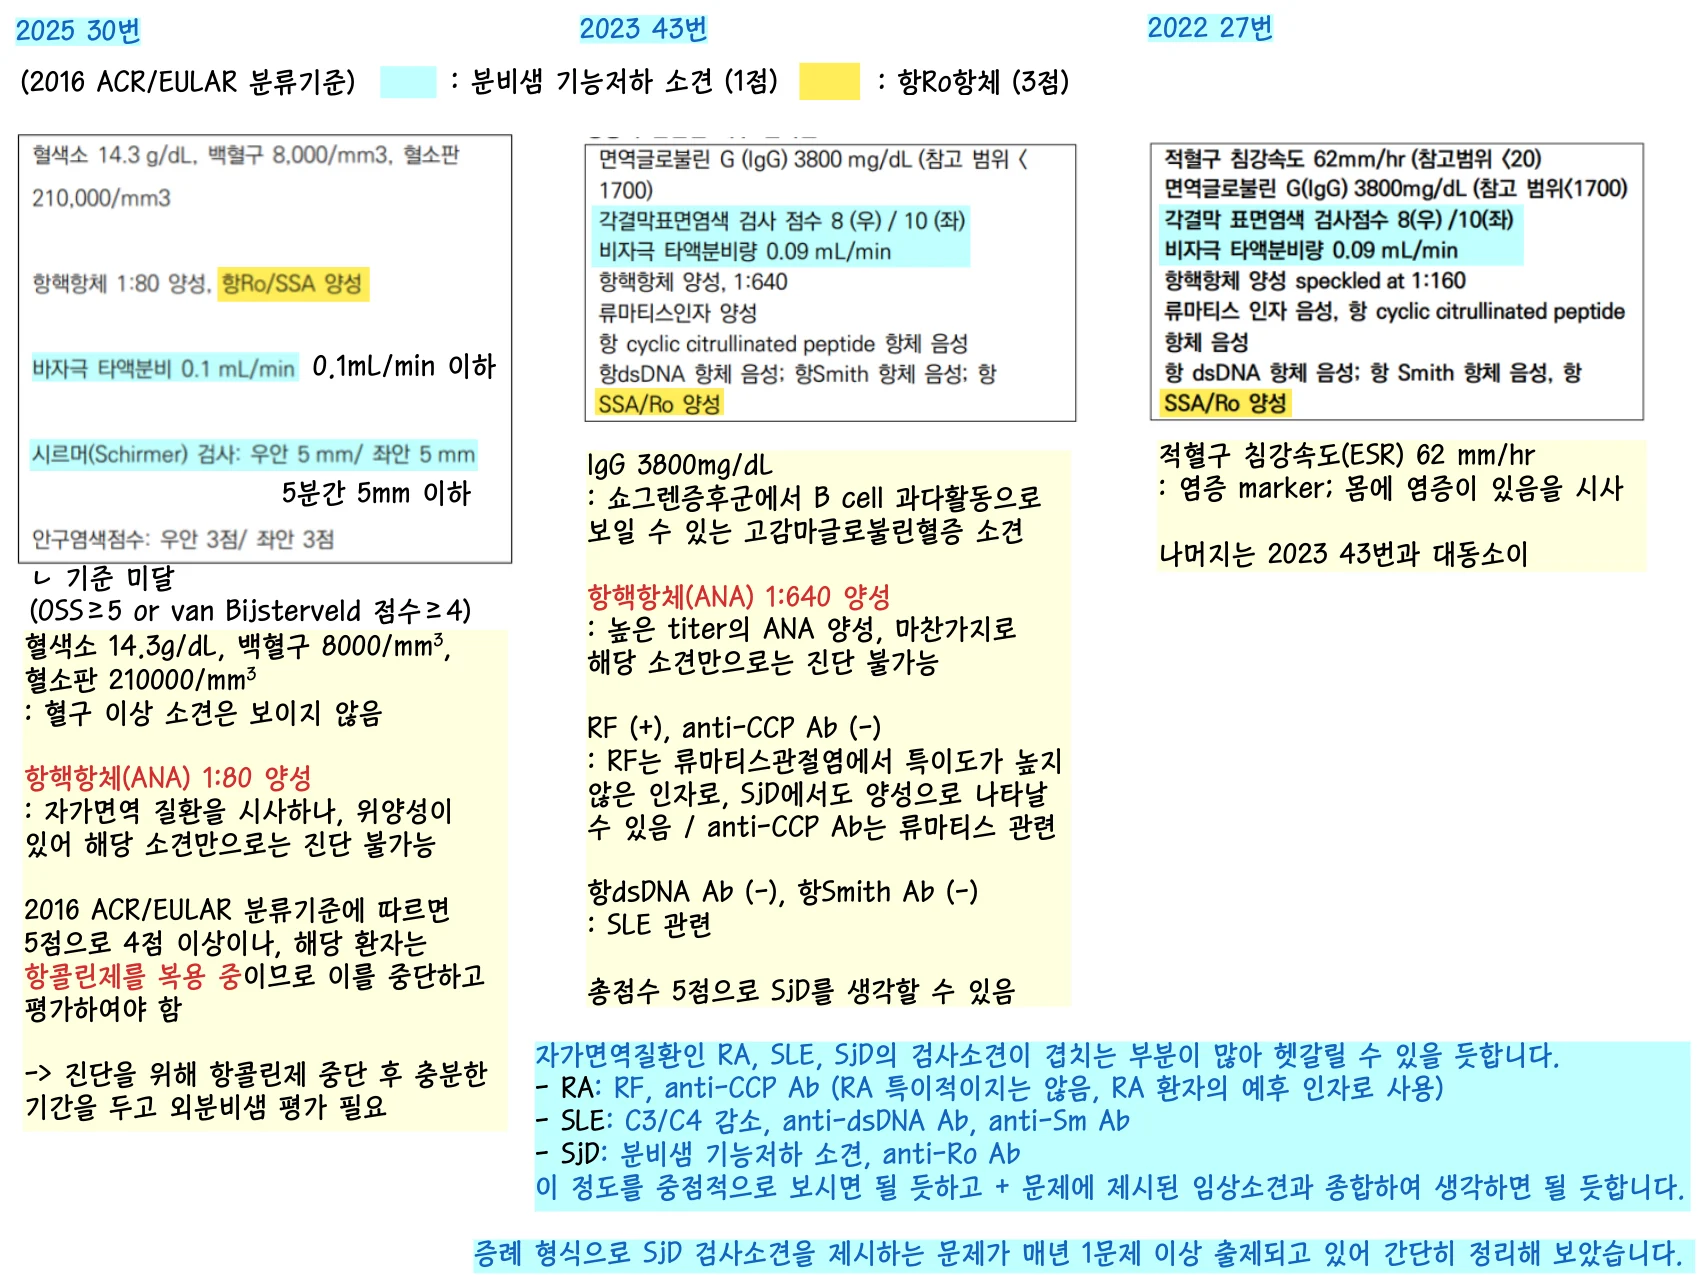 2025 30번
2023 43번
2022 27번
(2016 ACR/EULAR 분류기준) : 분비샘 기능저하 소견 (1점) : 항Ro항체 (3점)
혈색소 14.3 g/dL, 백혈구 8,000/mm3, 혈소판
210,000/mm3
항핵항체 1:80 양성, 항Ro/SSA 양성
바자극 타액분비 0.1 mL/min 0.1mL/min 이하
시르머(Schirmer) 검사: 우안 5 mm/ 좌안 5 mm
5분간 5mm 이하
안구염색점수: 우안 3점/ 좌안 3점
ㄴ 기준 미달
(OSS≥5 or van Bijsterveld 점수≥4)
혈색소 14.3g/dL, 백혈구 8000/mm³,
혈소판 210000/mm³
: 혈구 이상 소견은 보이지 않음
항핵항체(ANA) 1:80 양성
: 자가면역 질환을 시사하나, 위양성이
있어 해당 소견만으로는 진단 불가능
2016 ACR/EULAR 분류기준에 따르면
5점으로 4점 이상이나, 해당 환자는
항콜린제를 복용 중이므로 이를 중단하고
평가하여야 함
-> 진단을 위해 항콜린제 중단 후 충분한
기간을 두고 외분비샘 평가 필요
면역글로불린 G (IgG) 3800 mg/dL (참고 범위 <
1700)
각결막표면염색 검사 점수 8 (우) / 10 (좌)
비자극 타액분비량 0.09 mL/min
항핵항체 양성, 1:640
류마티스인자 양성
항 cyclic citrullinated peptide 항체 음성
항dsDNA 항체 음성; 항Smith 항체 음성; 항
SSA/Ro 양성
IgG 3800mg/dL
: 쇼그렌증후군에서 B cell 과다활동으로
보일 수 있는 고감마글로불린혈증 소견
항핵항체(ANA) 1:640 양성
: 높은 titer의 ANA 양성, 마찬가지로
해당 소견만으로는 진단 불가능
RF (+), anti-CCP Ab (-)
: RF는 류마티스관절염에서 특이도가 높지
않은 인자로, SjD에서도 양성으로 나타날
수 있음 / anti-CCP Ab는 류마티스 관련
항dsDNA Ab (-), 항Smith Ab (-)
: SLE 관련
총점수 5점으로 SjD를 생각할 수 있음
적혈구 침강속도 62mm/hr (참고범위 <20)
면역글로불린 G(IgG) 3800mg/dL (참고 범위<1700)
각결막 표면염색 검사점수 8(우) /10(좌)
비자극 타액분비량 0.09 mL/min
항핵항체 양성 speckled at 1:160
류마티스 인자 음성, 항 cyclic citrullinated peptide
항체 음성
항 dsDNA 항체 음성; 항 Smith 항체 음성, 항
SSA/Ro 양성
적혈구 침강속도(ESR) 62 mm/hr
: 염증 marker; 몸에 염증이 있음을 시사
나머지는 2023 43번과 대동소이
자가면역질환인 RA, SLE, SjD의 검사소견이 겹치는 부분이 많아 헷갈릴 수 있을 듯합니다.
- RA: RF, anti-CCP Ab (RA 특이적이지는 않음, RA 환자의 예후 인자로 사용)
- SLE: C3/C4 감소, anti-dsDNA Ab, anti-Sm Ab
- SjD: 분비샘 기능저하 소견, anti-Ro Ab
이 정도를 중점적으로 보시면 될 듯하고 + 문제에 제시된 임상소견과 종합하여 생각하면 될 듯합니다.
증례 형식으로 SjD 검사소견을 제시하는 문제가 매년 1문제 이상 출제되고 있어 간단히 정리해 보았습니다.